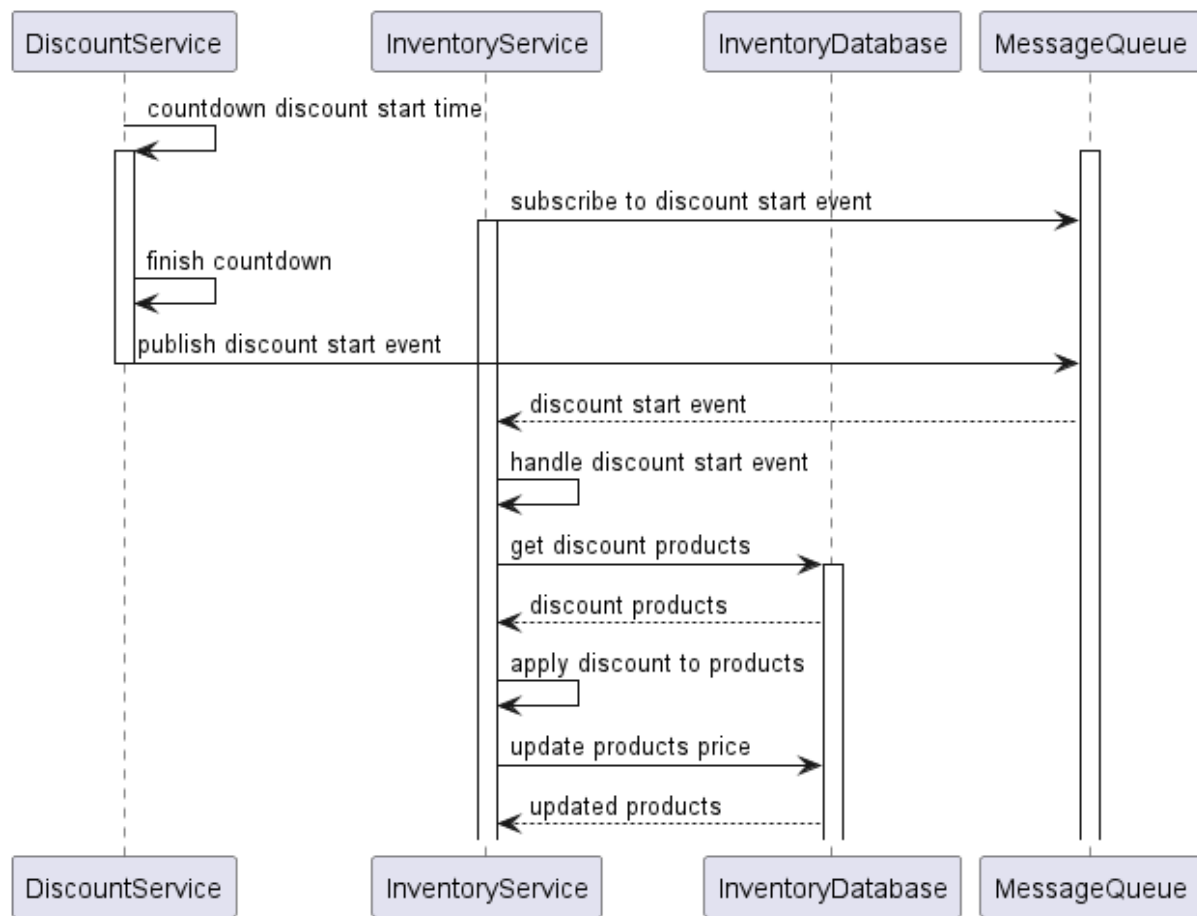 DiscountService
InventoryService
InventoryDatabase
MessageQueue
countdown discount start time
subscribe to discount start event
finish countdown
publish discount start event
discount start event
handle discount start event
get discount products
discount products
apply discount to products
update products price
updated products
DiscountService
InventoryService
InventoryDatabase
MessageQueue